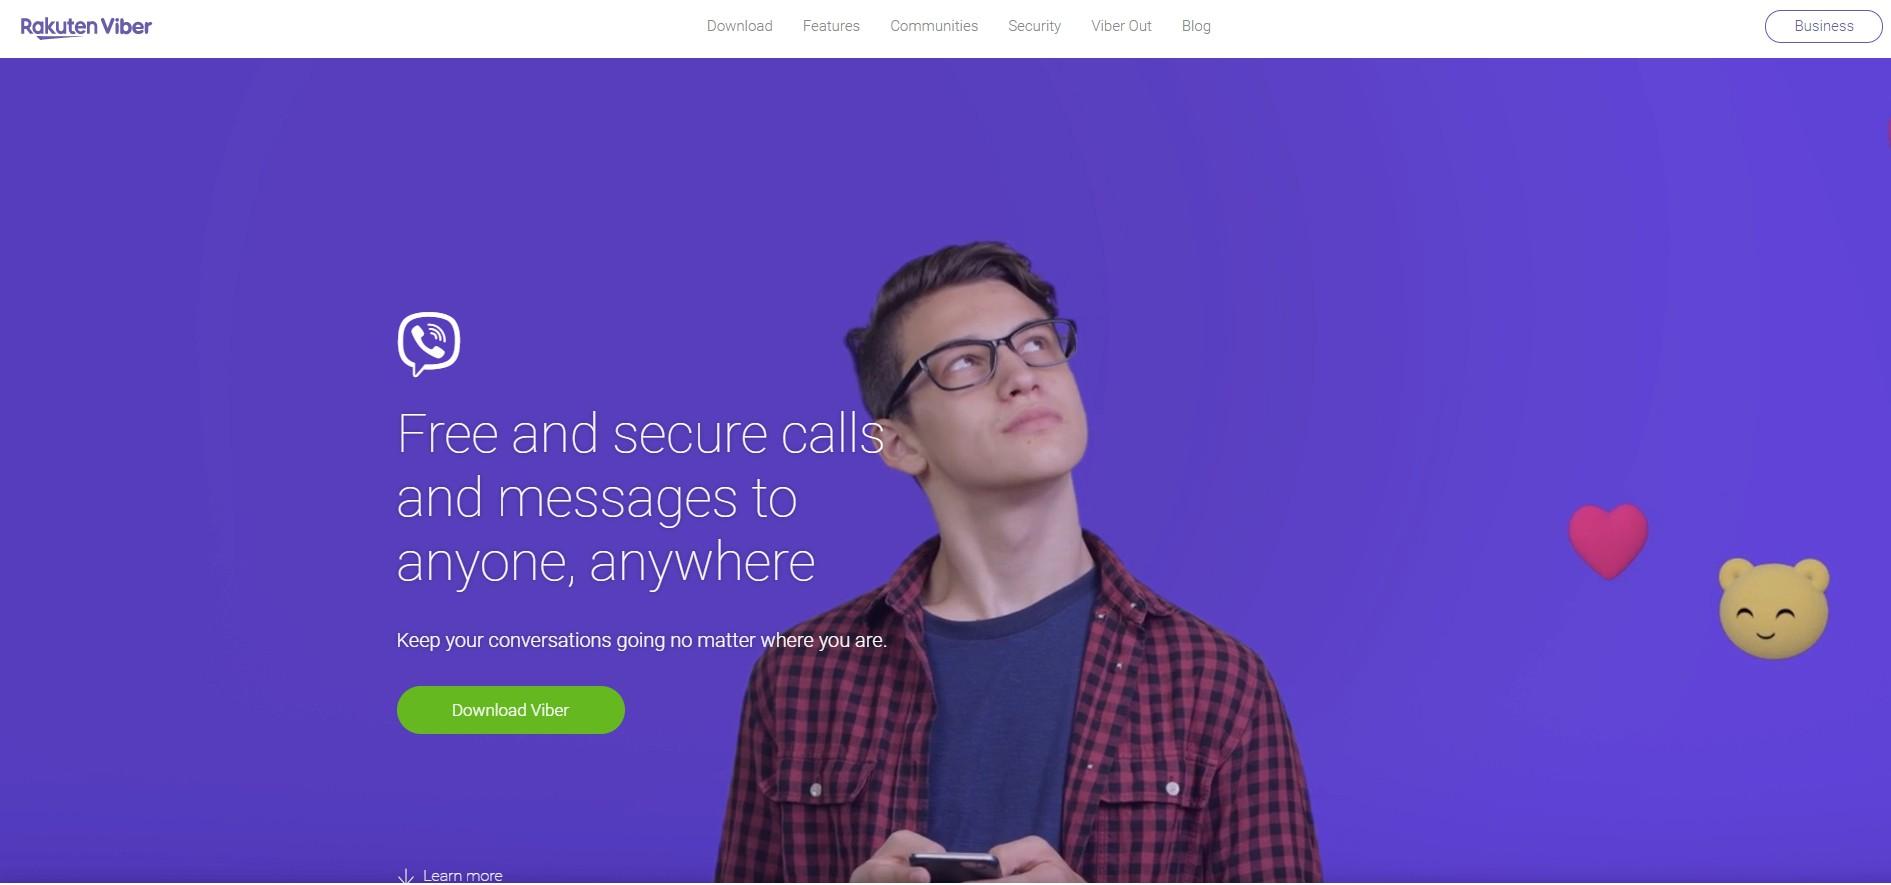 Rakuten Viber
Download Features Communities Security Viber Out Blog
Business
Free and secure calls
and messages to
anyone, anywhere
Keep your conversations going no matter where you are.
Download Viber
Learn more